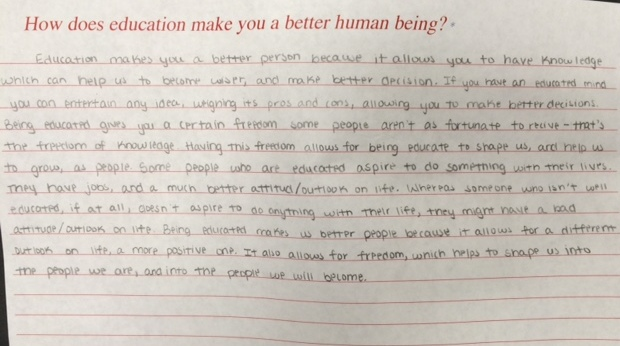 How does education make you a better human being?
Education makes you a better person because it allows you to have knowledge
which can help us to become wiser, and make better decision. If you have an educated mind
you can entertain any idea, weighing its pros and cons, allowing you to make better decisions.
Being educated gives you a certain freedom some people aren't as fortunate to recive - that's
the freedom of knowledge. Having this freedom allows for being educate to shape us, and help us
to grow, as people. Some people who are educated aspire to do something with their lives.
They have jobs, and a much better attitud/outlook on life. Whereas someone who isn't well
educated, if at all, doesn't aspire to do anything with their life, they might have a bad
attitude/outlook on life. Being educated makes us better people because it allows for a different
outlook on life, a more positive one. It also allows for freedom, which helps to shape us into
the people we are, and into the people we will become.